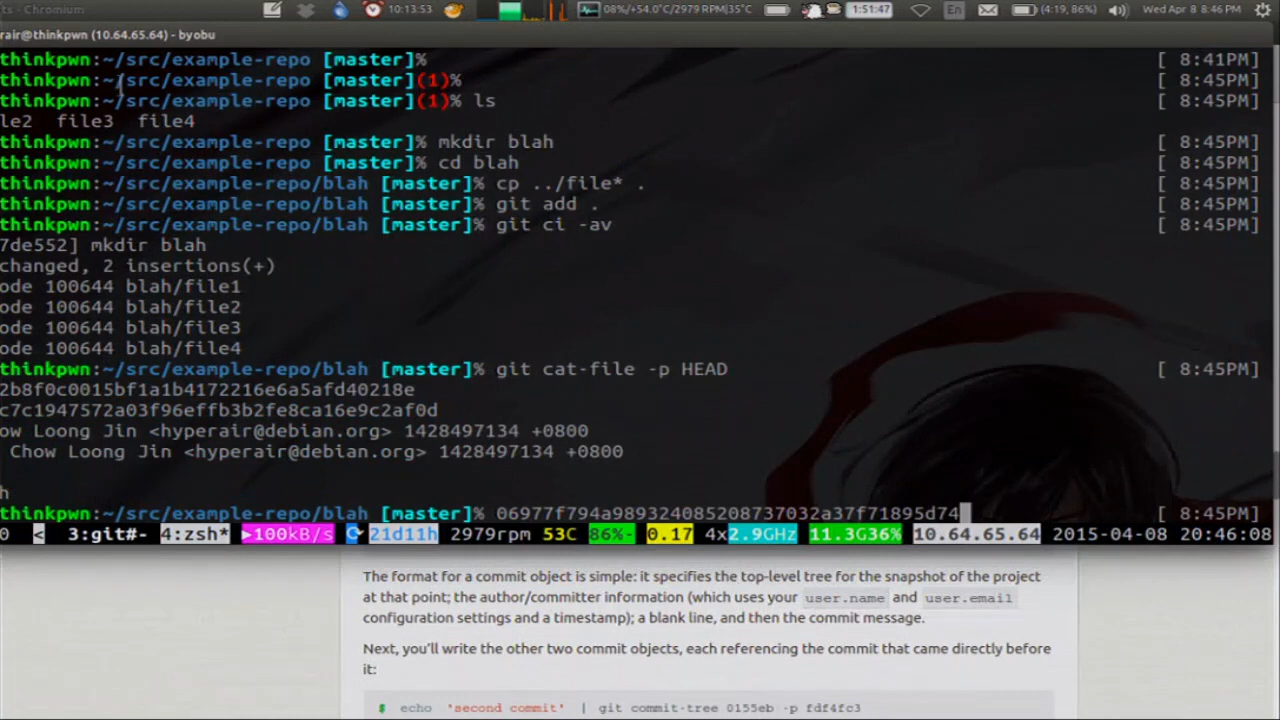 ts - Chromium 10:13:53 08%/+54.0°C/2979 RPM|35°C 1:51:47 En (4:19, 86%) Wed Apr 8 8:46 PM
rair@thinkpwn (10.64.65.64) - byobu
thinkpwn:~/src/example-repo [master]% [ 8:41PM]
thinkpwn:~/src/example-repo [master](1)% [ 8:45PM]
thinkpwn:~/src/example-repo [master](1)% ls [ 8:45PM]
le2 file3 file4
thinkpwn:~/src/example-repo [master]% mkdir blah [ 8:45PM]
thinkpwn:~/src/example-repo [master]% cd blah [ 8:45PM]
thinkpwn:~/src/example-repo/blah [master]% cp ../file* . [ 8:45PM]
thinkpwn:~/src/example-repo/blah [master]% git add . [ 8:45PM]
thinkpwn:~/src/example-repo/blah [master]% git ci -av [ 8:45PM]
7de552] mkdir blah
changed, 2 insertions(+)
ode 100644 blah/file1
ode 100644 blah/file2
ode 100644 blah/file3
ode 100644 blah/file4
thinkpwn:~/src/example-repo/blah [master]% git cat-file -p HEAD [ 8:45PM]
2b8f0c0015bf1a1b4172216e6a5afd40218e
c7c1947572a03f96effb3b2fe8ca16e9c2af0d
ow Loong Jin <hyperair@debian.org> 1428497134 +0800
Chow Loong Jin <hyperair@debian.org> 1428497134 +0800
h
thinkpwn:~/src/example-repo/blah [master]% 06977f794a989324085208737032a37f71895d74 [ 8:45PM]
0 < 3:git#- 4:zsh* 100kB/s 21d11h 2979rpm 53C 86%- 0.17 4x2.9GHz 11.3G36% 10.64.65.64 2015-04-08 20:46:08
The format for a commit object is simple: it specifies the top-level tree for the snapshot of the project
at that point; the author/committer information (which uses your user.name and user.email
configuration settings and a timestamp); a blank line, and then the commit message.
Next, you'll write the other two commit objects, each referencing the commit that came directly before
it:
$ echo 'second commit' | git commit-tree 0155eb -p fdf4fc3